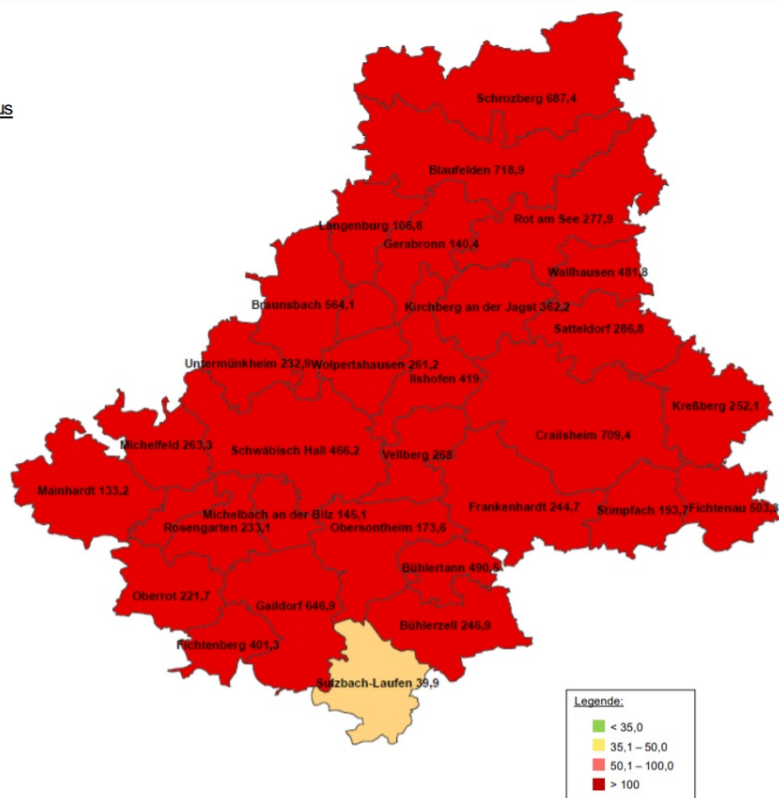 us
Schrozberg 687,4
Blaufelden 718,9
Rot am See 277,9
Langenburg 106,8
Gerabronn 140,4
Wallhausen 481,8
Braunsbach 564,1
Kirchberg an der Jagst 362,2
Satteldorf 286,8
Untermünkheim 232,9
Wolpertshausen 261,2
Ilshofen 419
Kreßberg 252,1
Michelfeld 263,3
Schwäbisch Hall 466,2
Crailsheim 709,4
Vellberg 268
Mainhardt 133,2
Michelbach an der Bilz 145,1
Rosengarten 233,1
Obersontheim 173,6
Frankenhardt 244,7
Stimpfach 193,7
Fichtenau 503,3
Bühlertann 490,5
Oberrot 221,7
Gaildorf 646,9
Bühlerzell 246,9
Fichtenberg 401,3
Sulzbach-Laufen 39,9
Legende:
< 35,0
35,1 – 50,0
50,1 – 100,0
> 100